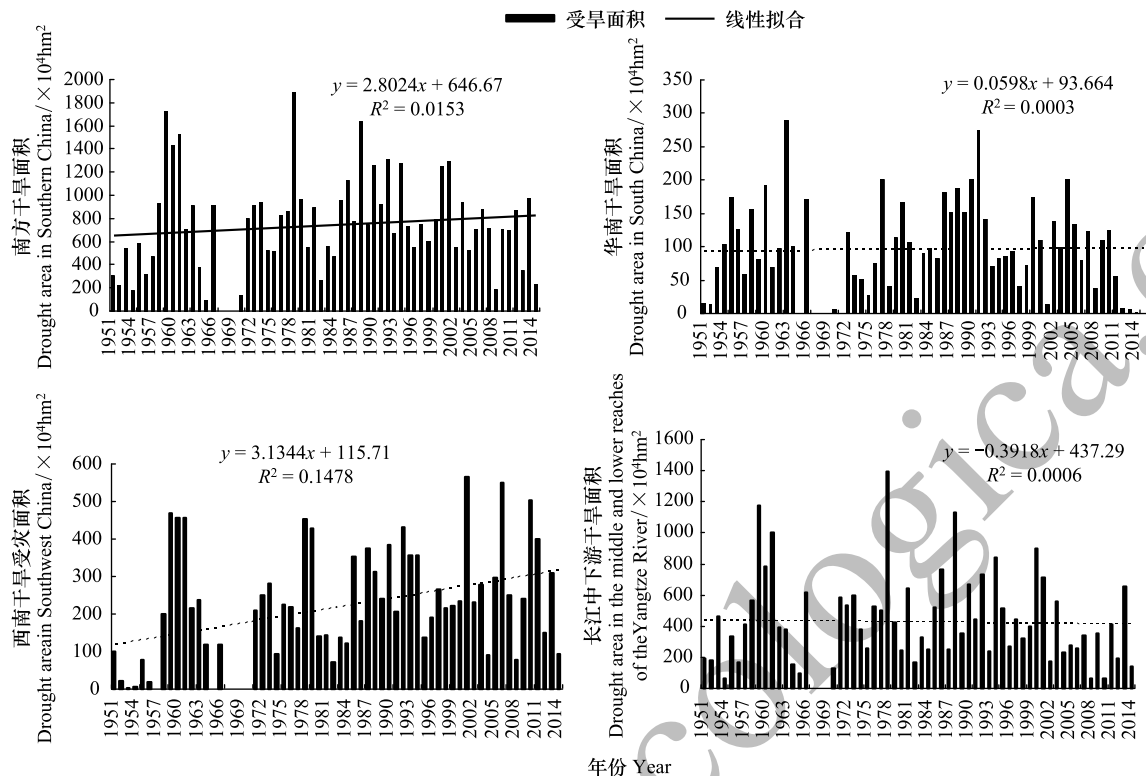 受旱面积
线性拟合
南方干旱面积
Drought area in Southern China/×10⁴hm²
y = 2.8024x + 646.67
R² = 0.0153
2000
1800
1600
1400
1200
1000
800
600
400
200
0
1951 1954 1957 1960 1963 1966 1969 1972 1975 1978 1981 1984 1987 1990 1993 1996 1999 2002 2005 2008 2011 2014
华南干旱面积
Drought area in South China/×10⁴hm²
y = 0.0598x + 93.664
R² = 0.0003
350
300
250
200
150
100
50
0
1951 1954 1957 1960 1963 1966 1969 1972 1975 1978 1981 1984 1987 1990 1993 1996 1999 2002 2005 2008 2011 2014
西南干旱受灾面积
Drought areain Southwest China/×10⁴hm²
y = 3.1344x + 115.71
R² = 0.1478
600
500
400
300
200
100
0
1951 1954 1957 1960 1963 1966 1969 1972 1975 1978 1981 1984 1987 1990 1993 1996 1999 2002 2005 2008 2011 2014
长江中下游干旱面积
Drought area in the middle and lower reaches
of the Yangtze River/×10⁴hm²
y = −0.3918x + 437.29
R² = 0.0006
1600
1400
1200
1000
800
600
400
200
0
1951 1954 1957 1960 1963 1966 1969 1972 1975 1978 1981 1984 1987 1990 1993 1996 1999 2002 2005 2008 2011 2014
年份 Year
cologica